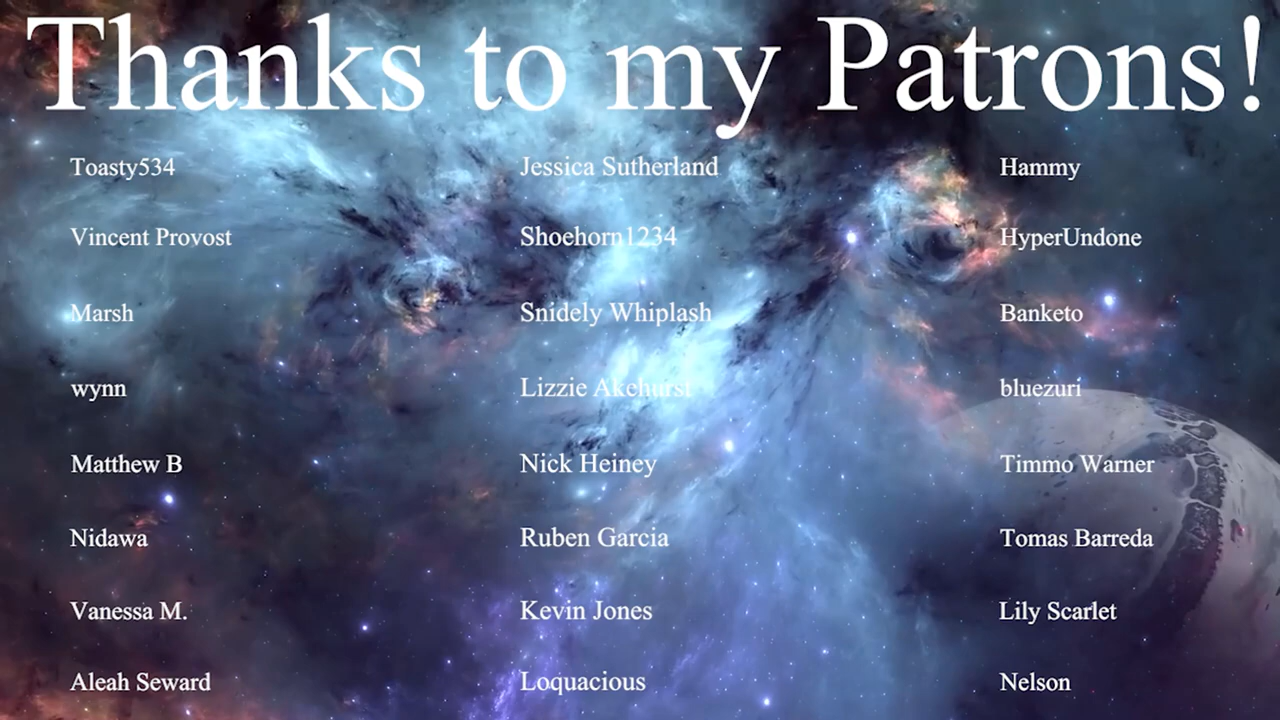 Thanks to my Patrons!
Toasty534
Jessica Sutherland
Hammy
Vincent Provost
Shoehorn1234
HyperUndone
Marsh
Snidely Whiplash
Banketo
wynn
Lizzie Akehurst
bluezuri
Matthew B
Nick Heiney
Timmo Warner
Nidawa
Ruben Garcia
Tomas Barreda
Vanessa M.
Kevin Jones
Lily Scarlet
Aleah Seward
Loquacious
Nelson